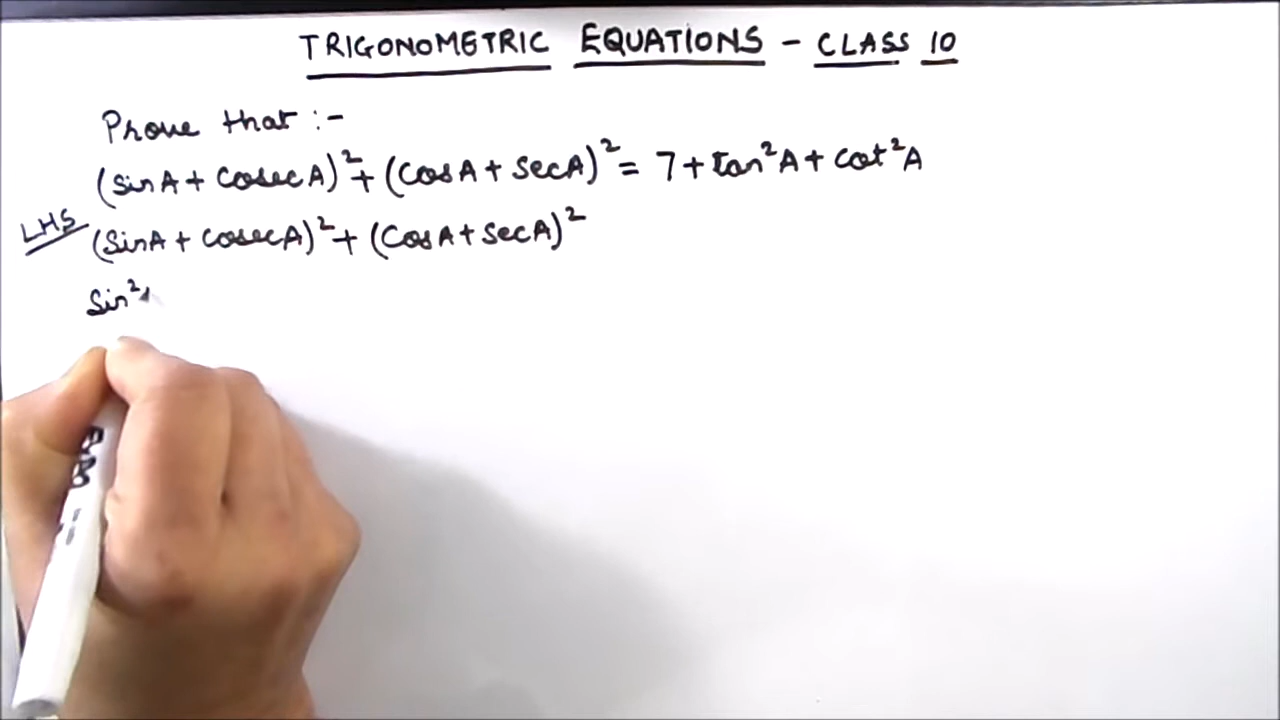 TRIGONOMETRIC EQUATIONS - CLASS 10
Prove that :-
(sinA + cosecA)² + (cosA + secA)² = 7 + tan²A + cot²A
LHS (sinA + cosecA)² + (cosA + secA)²
Sin²